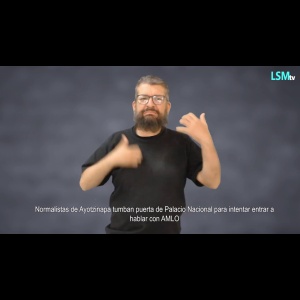 LSMtv
Normalistas de Ayotzinapa tumban puerta de Palacio Nacional para intentar entrar a
hablar con AMLO